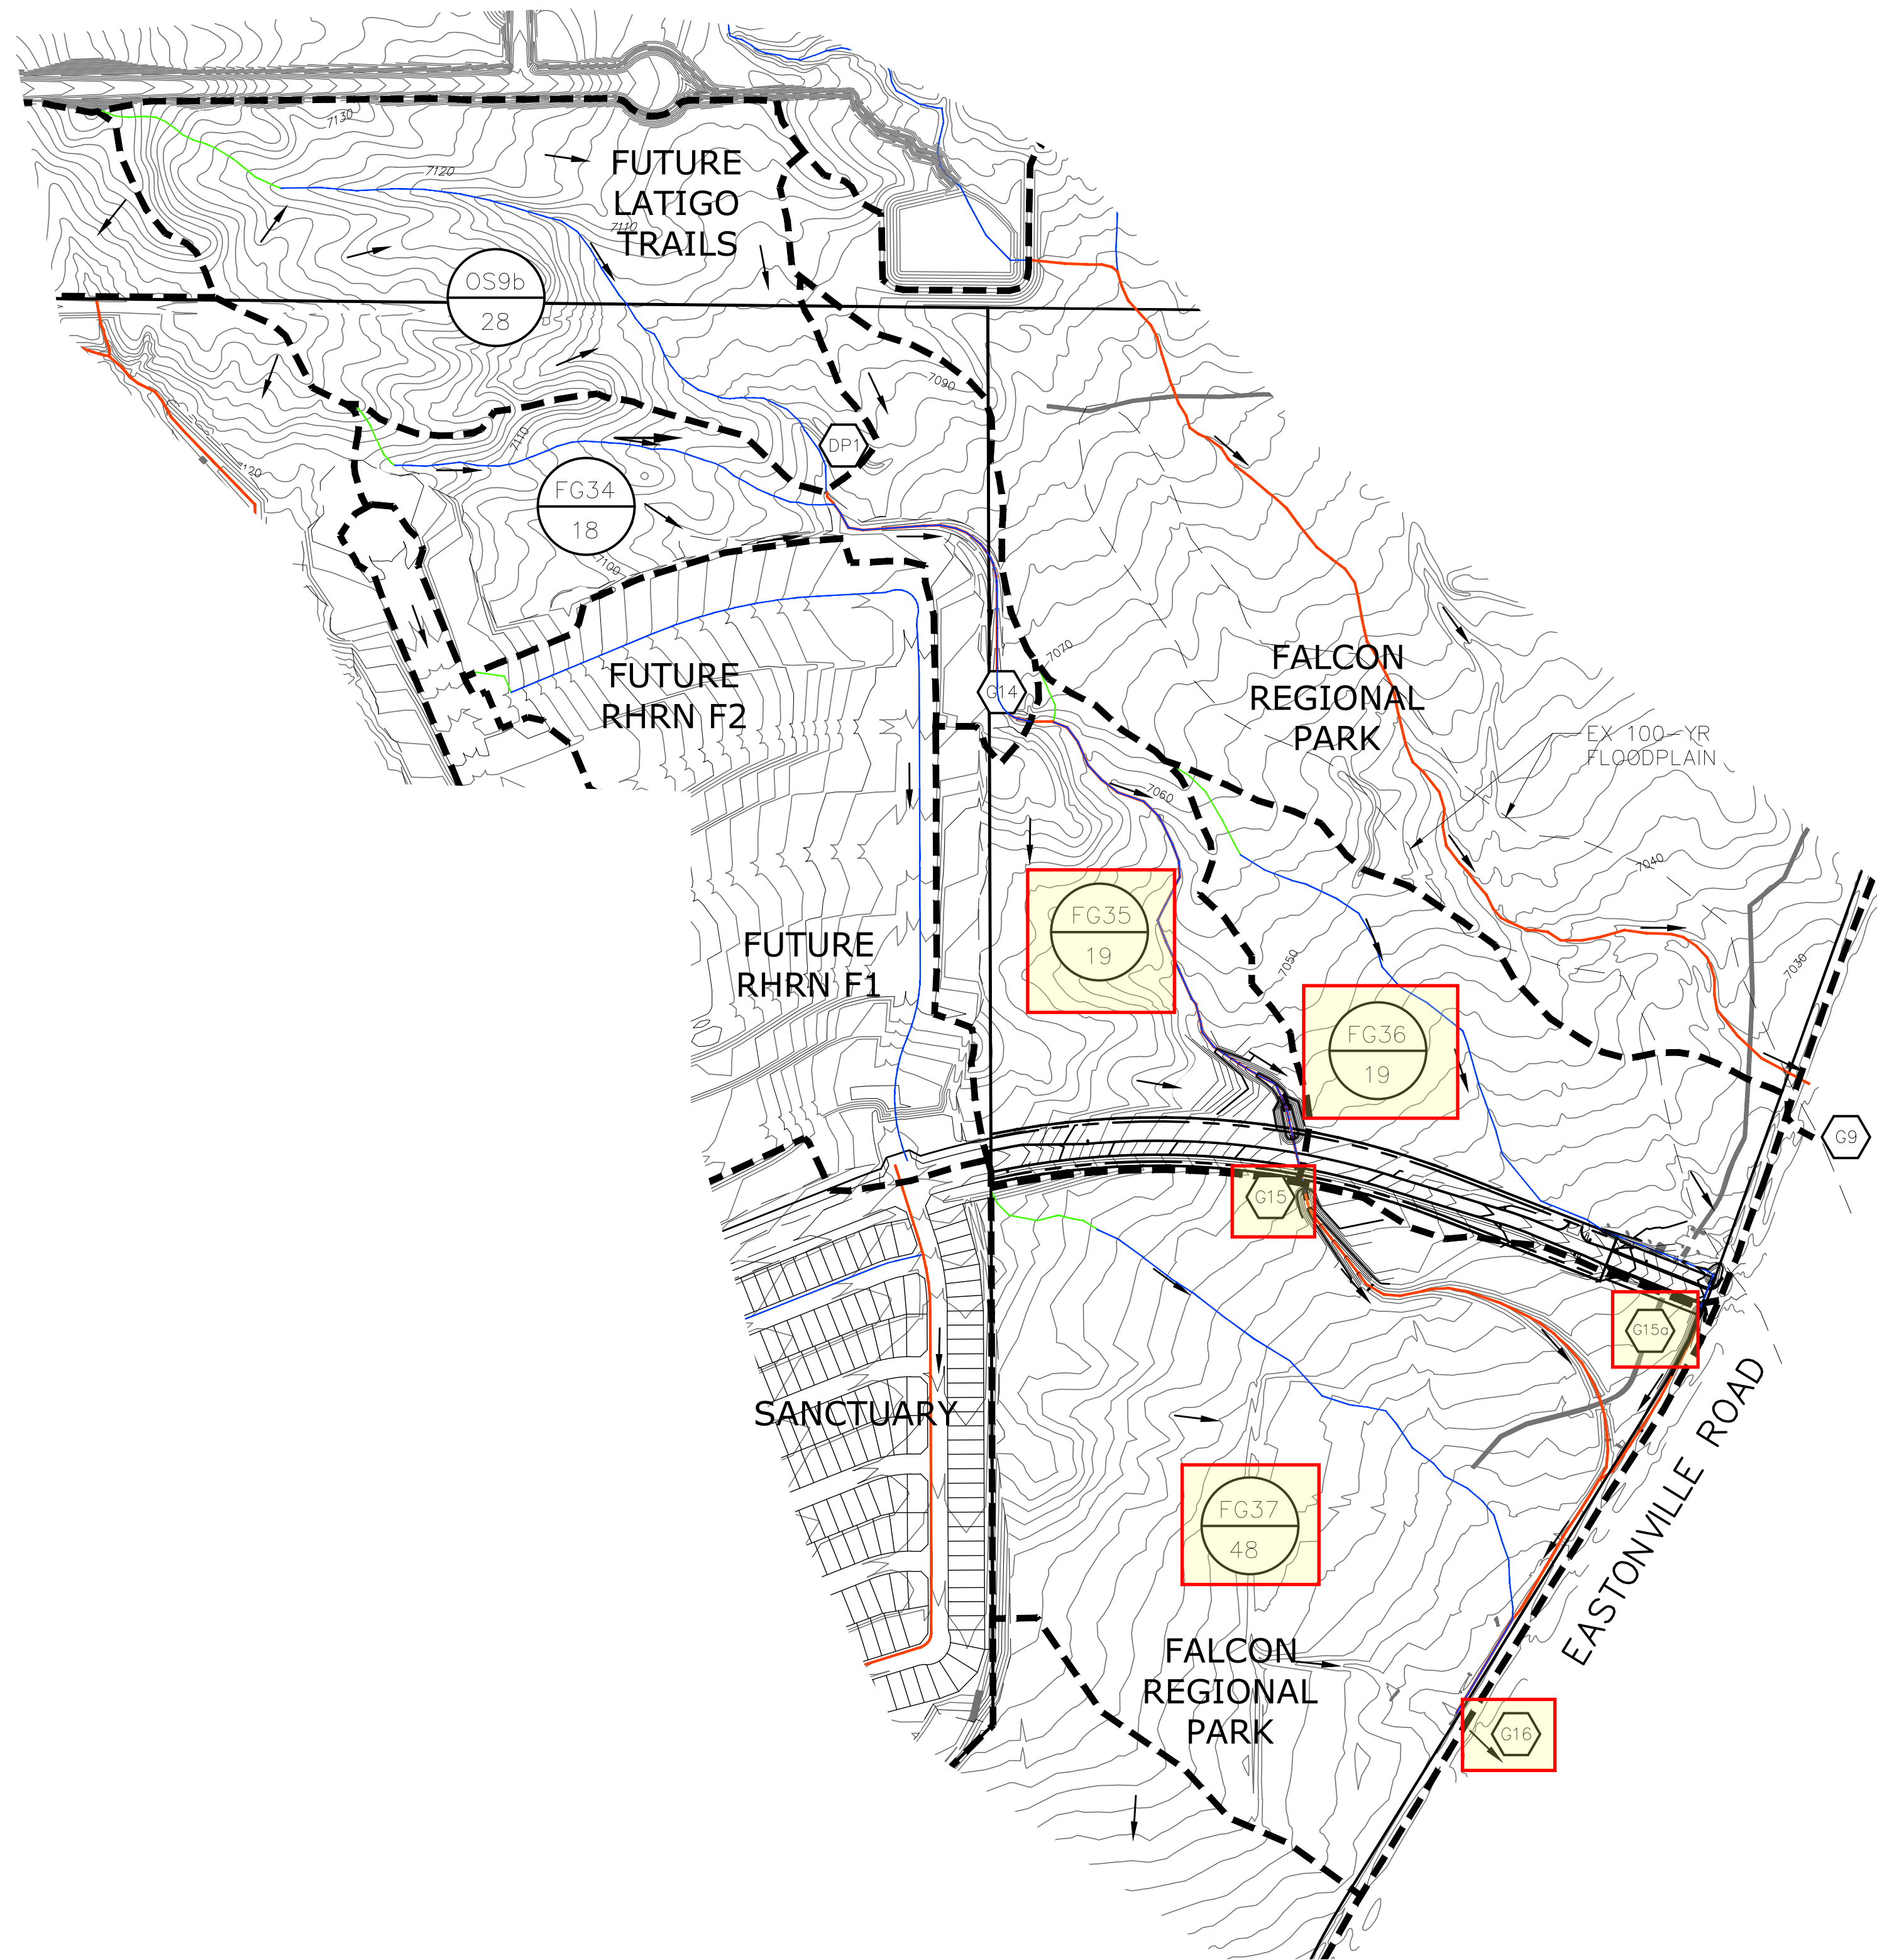 7130
7120
FUTURE
LATIGO
TRAILS
7110
OS9b
28
7090
DP1
7110
7120
FG34
18
7100
7070
FALCON
REGIONAL
PARK
FUTURE
RHRN F2
G14
EX 100-YR
FLOODPLAIN
7060
7040
FG35
19
FUTURE
RHRN F1
7050
7030
FG36
19
G9
G15
G15a
SANCTUARY
EASTONVILLE ROAD
FG37
48
FALCON
REGIONAL
PARK
G16